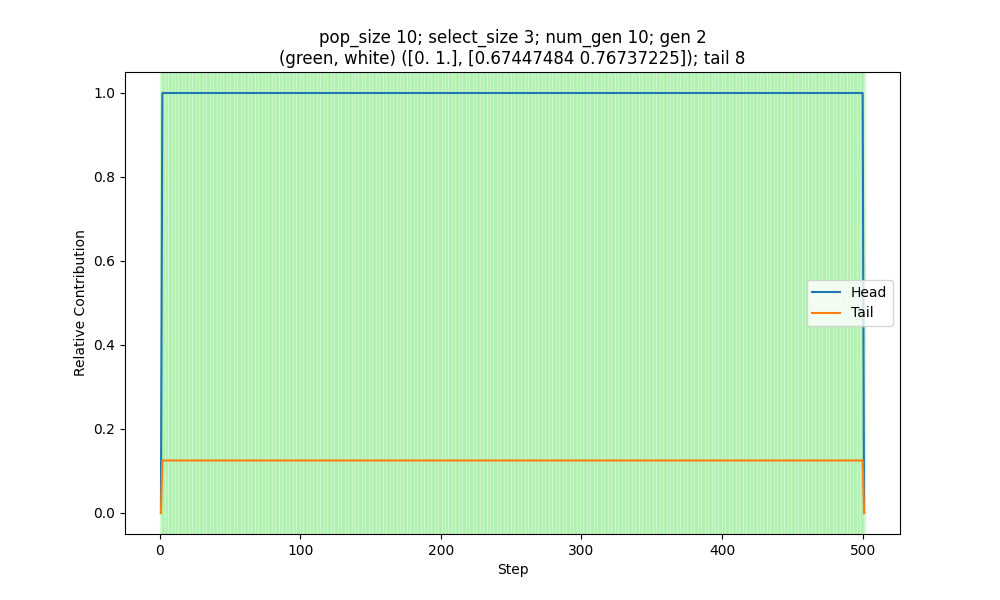 pop_size 10; select_size 3; num_gen 10; gen 2
(green, white) ([0. 1.], [0.67447484 0.76737225]); tail 8
1.0
0.8
0.6
0.4
0.2
0.0
Relative Contribution
Head
Tail
0 100 200 300 400 500
Step